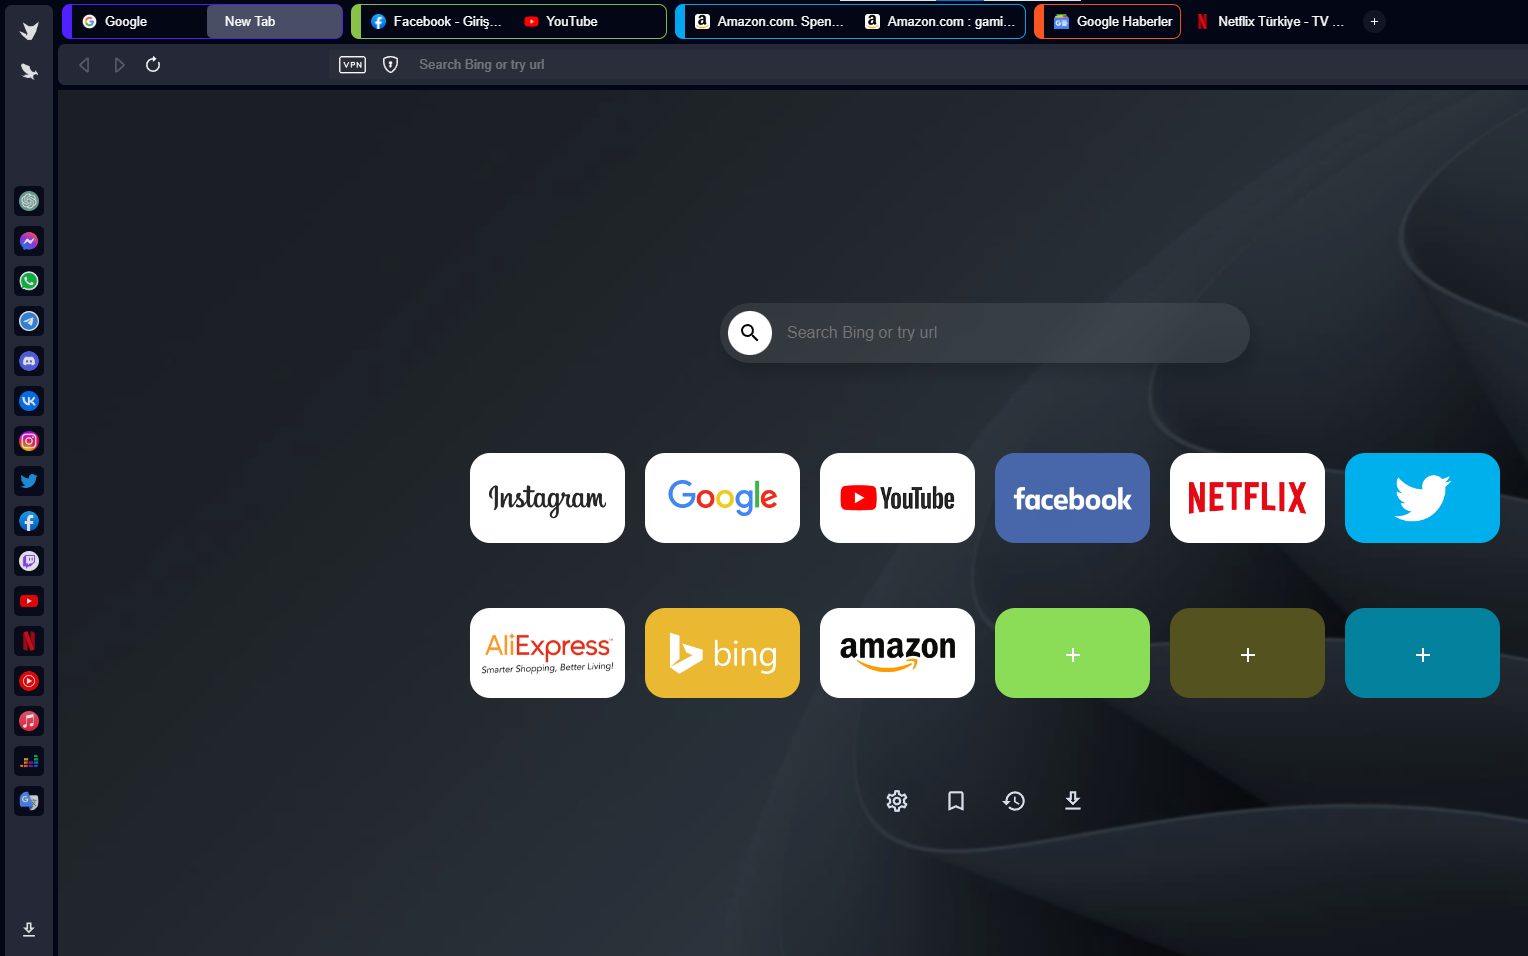 Google
New Tab
Facebook - Giriş...
YouTube
Amazon.com. Spen...
Amazon.com : gami...
Google Haberler
Netflix Türkiye - TV ...
VPN
Search Bing or try url
Search Bing or try url
Instagram
Google
YouTube
facebook
NETFLIX
AliExpress
Smarter Shopping, Better Living!
bing
amazon